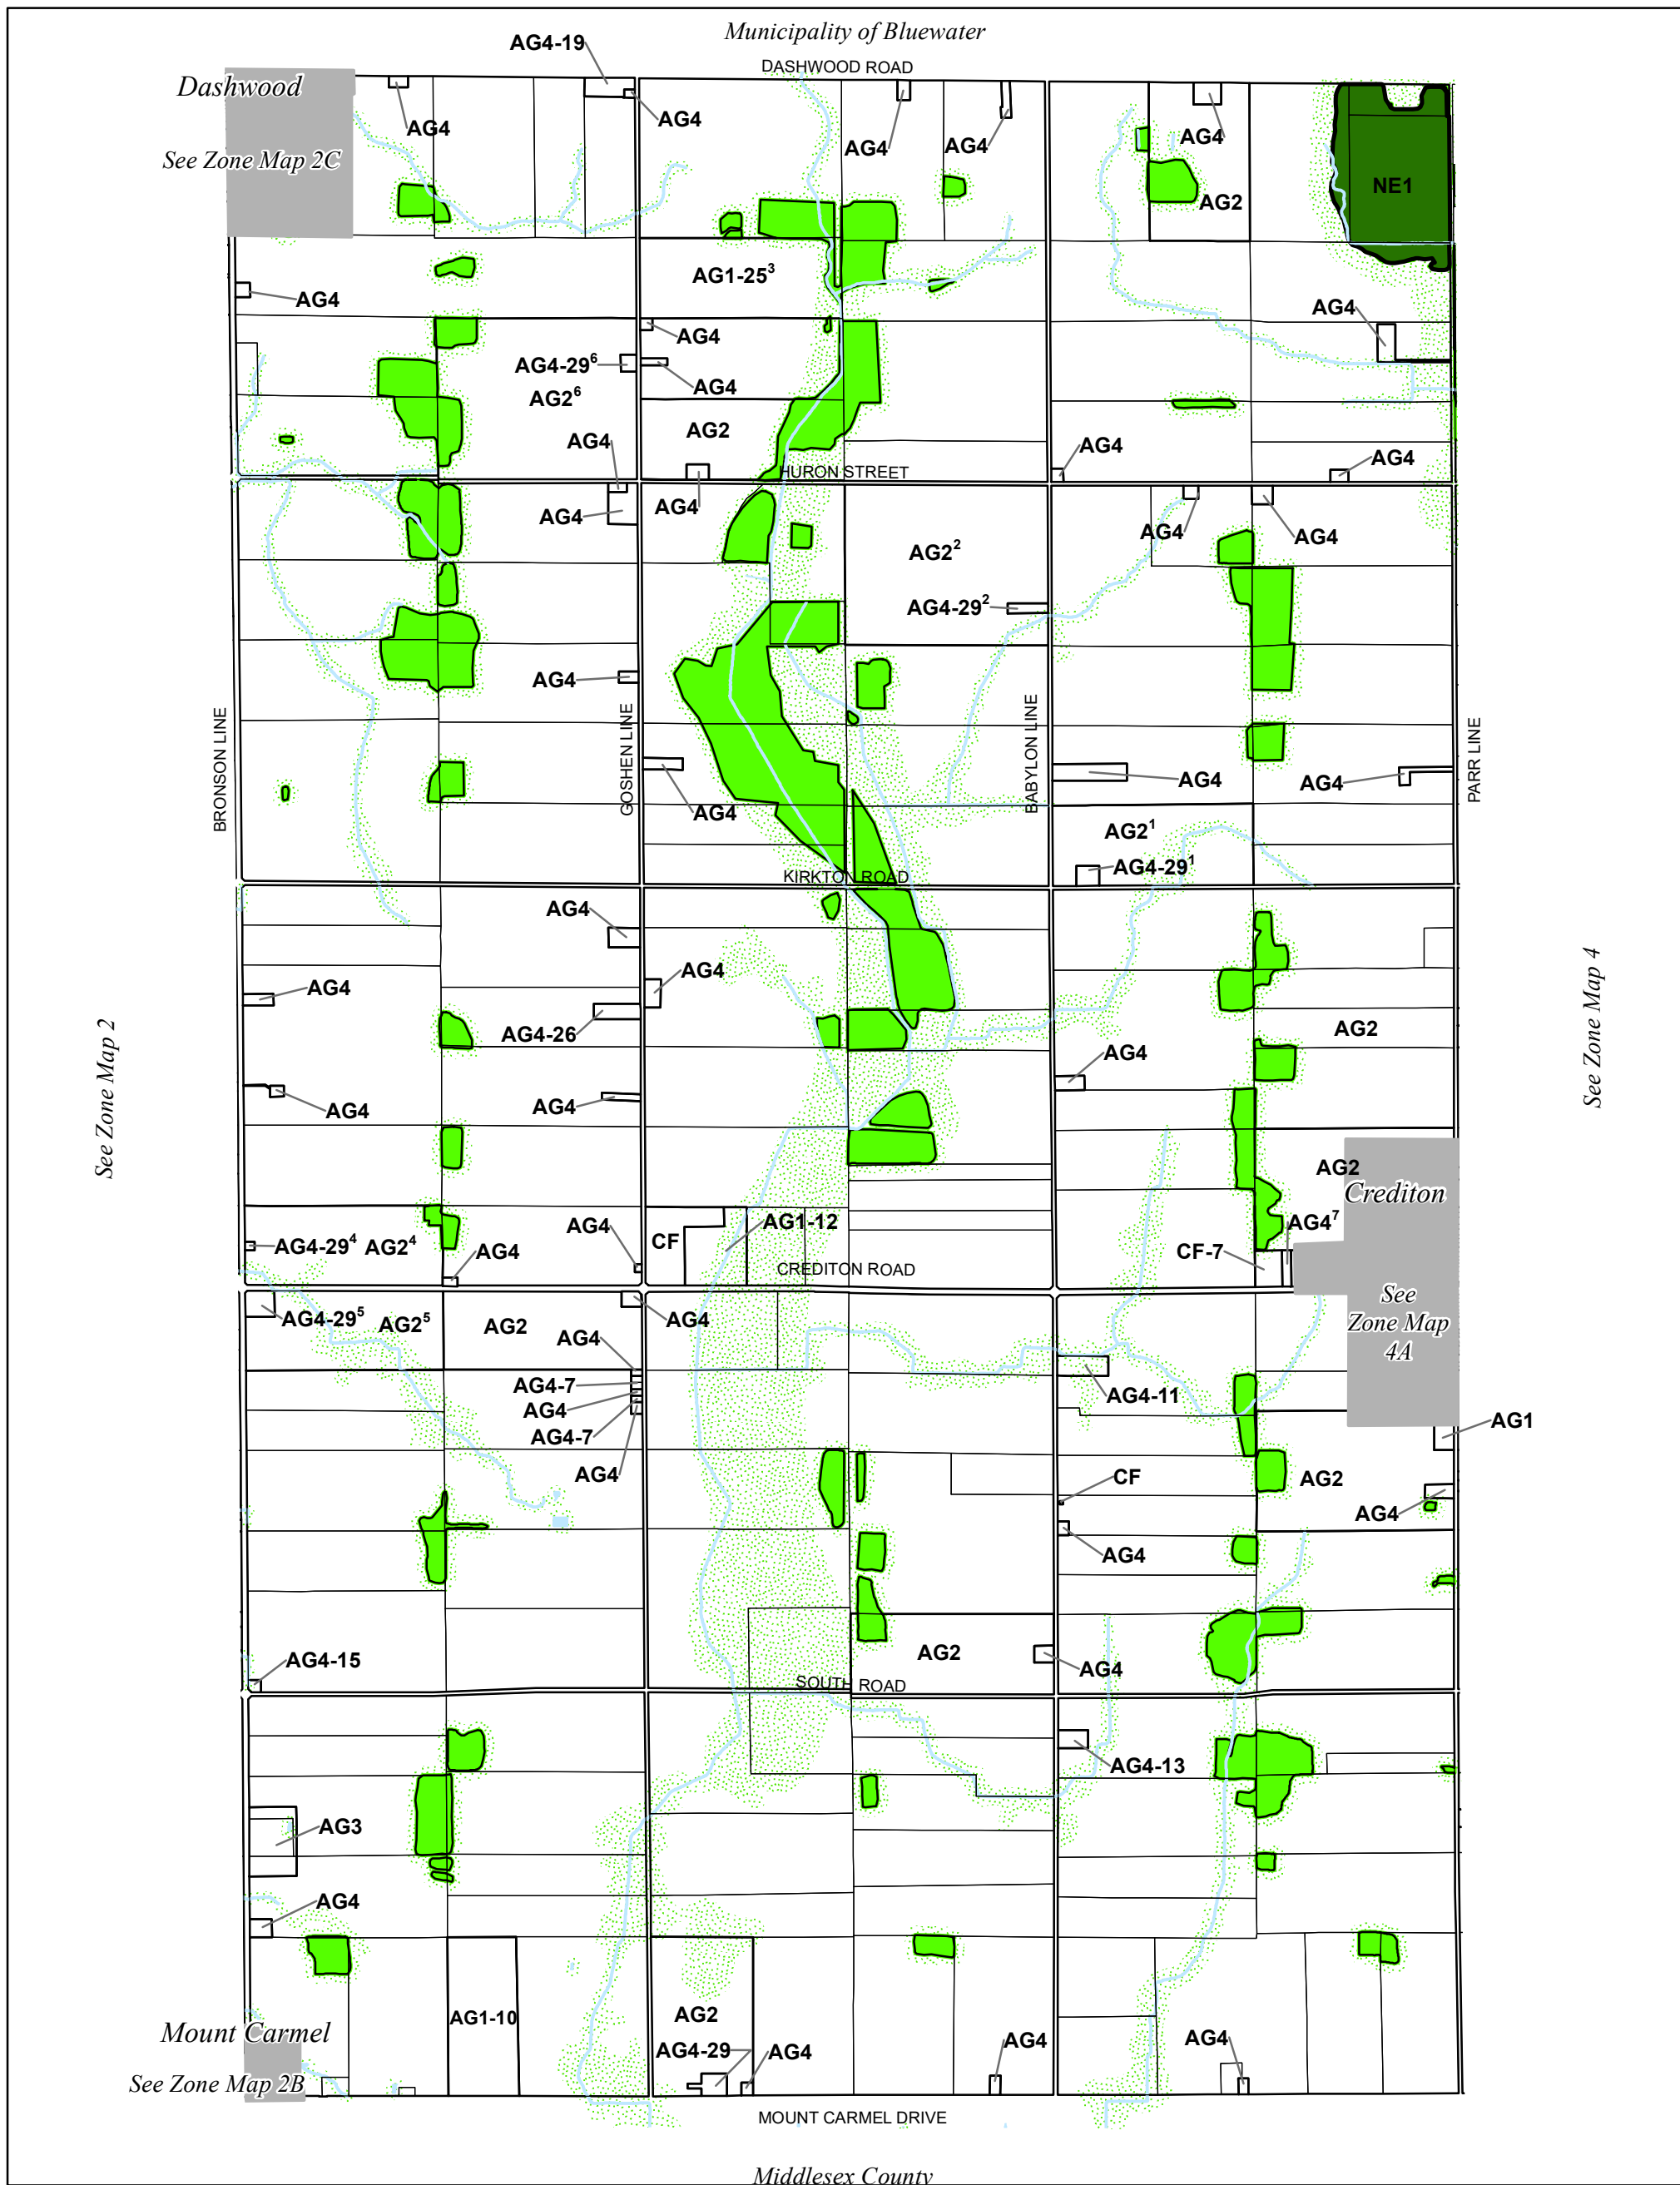 Municipality of Bluewater
DASHWOOD ROAD
AG4-19
Dashwood
See Zone Map 2C
AG4
AG4
AG4
AG4
AG4
AG2
NE1
AG4
AG1-25³
AG4
AG4
AG4-29⁶
AG2⁶
AG4
AG2
AG4
AG4
AG4
HURON STREET
AG4
AG4
AG4
AG4
AG2²
AG4-29²
AG4
BRONSON LINE
GOSHEN LINE
BABYLON LINE
PARR LINE
AG4
AG4
AG4
AG2¹
AG4-29¹
KIRKTON ROAD
AG4
AG4
AG4
AG4-26
AG2
AG4
AG4
AG4
See Zone Map 2
See Zone Map 4
AG2
Crediton
AG4-29⁴
AG2⁴
AG4
AG4
CF
AG1-12
AG4⁷
CF-7
CREDITON ROAD
See
Zone Map
4A
AG4-29⁵
AG2⁵
AG2
AG4
AG4
AG4-7
AG4
AG4-7
AG4
AG4-11
AG1
CF
AG2
AG4
AG4
AG4-15
AG2
AG4
SOUTH ROAD
AG4-13
AG3
AG4
AG1-10
AG2
AG4-29
AG4
AG4
AG4
Mount Carmel
See Zone Map 2B
MOUNT CARMEL DRIVE
Middlesex County